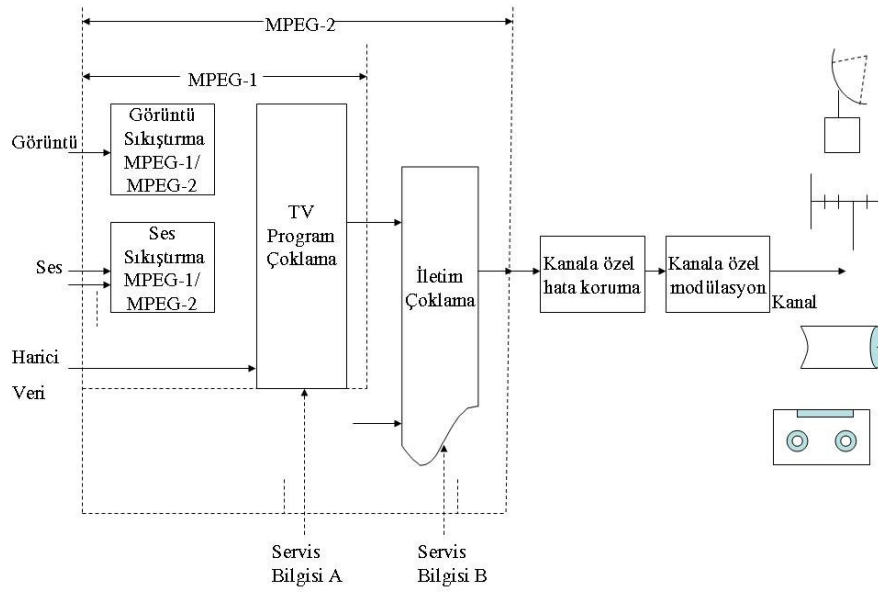 MPEG-2
MPEG-1
Görüntü
Görüntü
Sıkıştırma
MPEG-1/
MPEG-2
Ses
Ses
Sıkıştırma
MPEG-1/
MPEG-2
Harici
Veri
TV
Program
Çoklama
İletim
Çoklama
Kanala özel
hata koruma
Kanala özel
modülasyon
Kanal
Servis
Bilgisi A
Servis
Bilgisi B